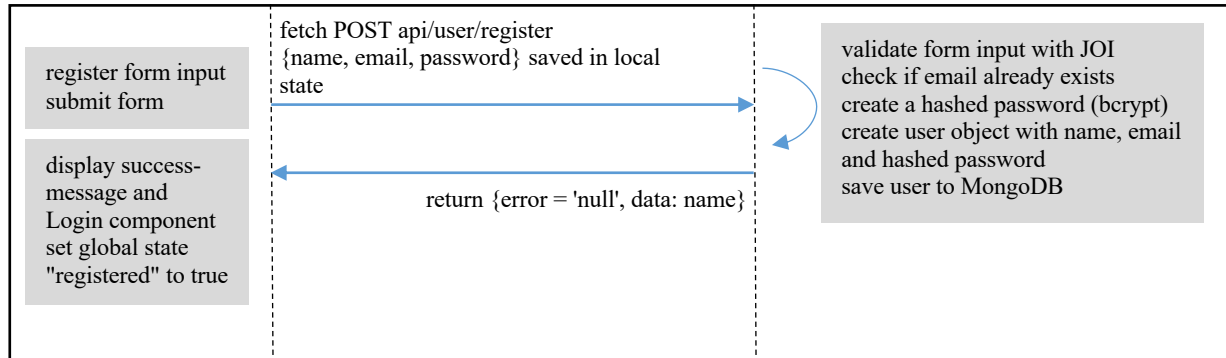 register form input
submit form
fetch POST api/user/register
{name, email, password} saved in local
state
validate form input with JOI
check if email already exists
create a hashed password (bcrypt)
create user object with name, email
and hashed password
save user to MongoDB
return {error = 'null', data: name}
display success-
message and
Login component
set global state
"registered" to true